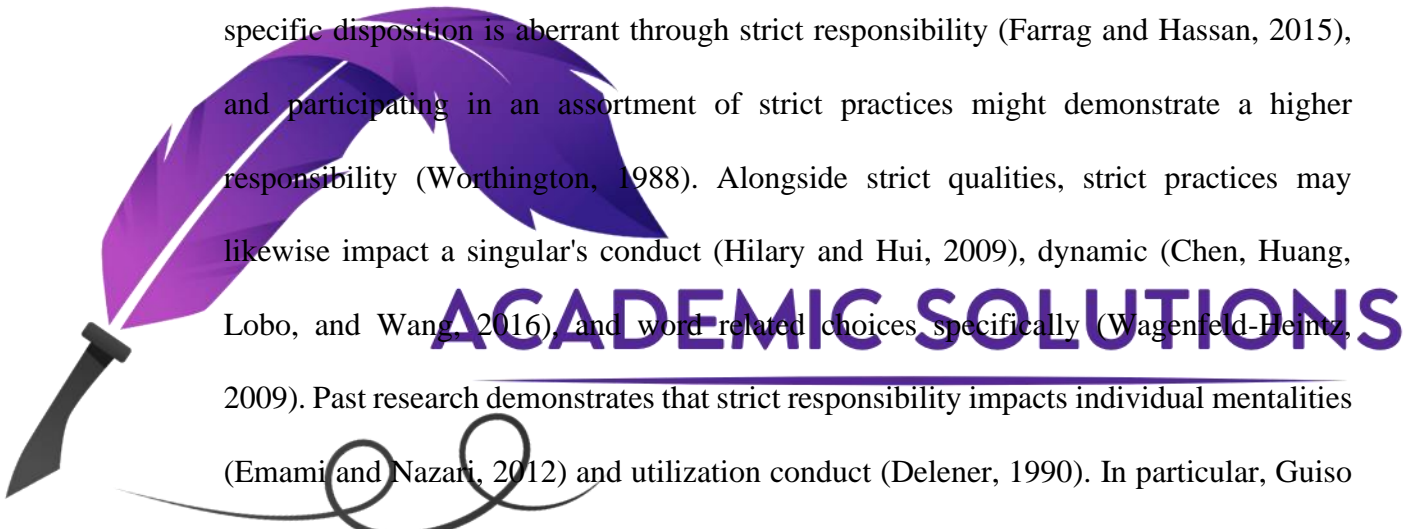 specific disposition is aberrant through strict responsibility (Farrag and Hassan, 2015),
and participating in an assortment of strict practices might demonstrate a higher
responsibility (Worthington, 1988). Alongside strict qualities, strict practices may
likewise impact a singular's conduct (Hilary and Hui, 2009), dynamic (Chen, Huang,
Lobo, and Wang, 2016), and word related choices specifically (Wagenfeld-Heintz,
ACADEMIC SOLUTIONS
2009). Past research demonstrates that strict responsibility impacts individual mentalities
(Emami and Nazari, 2012) and utilization conduct (Delener, 1990). In particular, Guiso